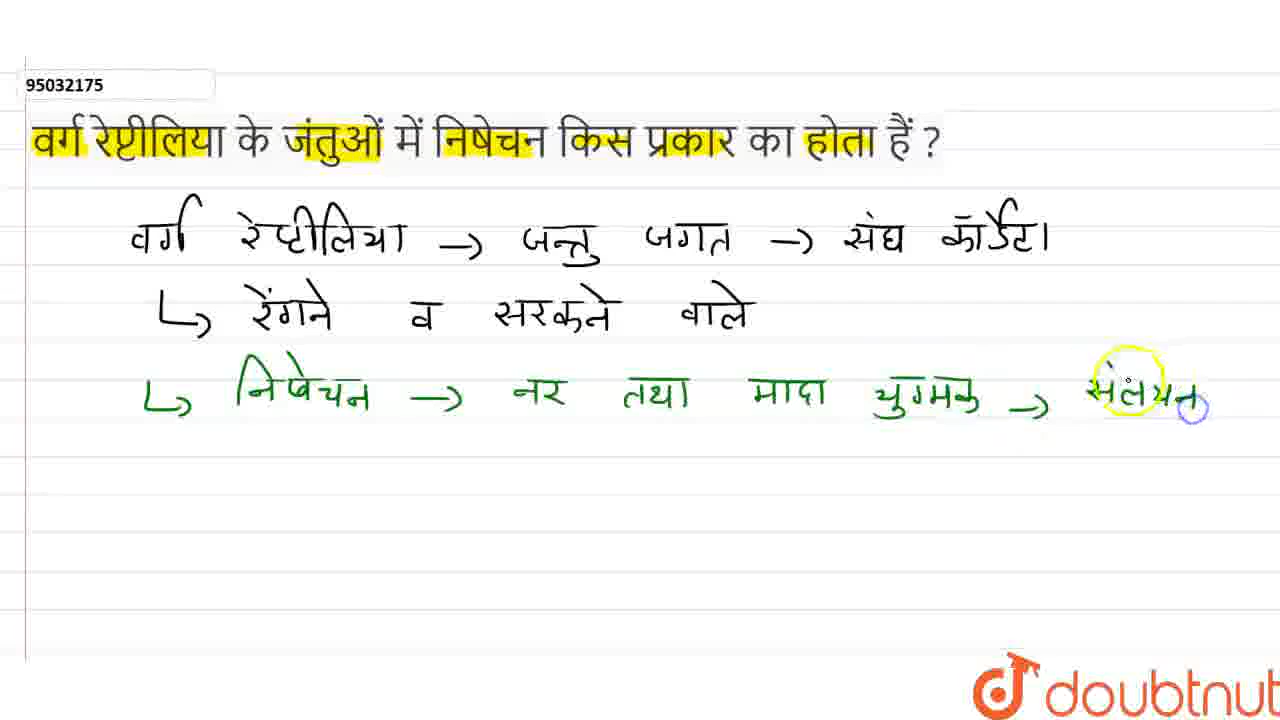 95032175
वर्ग रेप्टीलिया के जंतुओं में निषेचन किस प्रकार का होता हैं ?
वर्ग रेप्टीलिया → जन्तु जगत → संघ कॉर्डेटा
↳ रेंगने व सरकने वाले
↳ निषेचन → नर तथा मादा युग्मक → संलयन
doubtnut